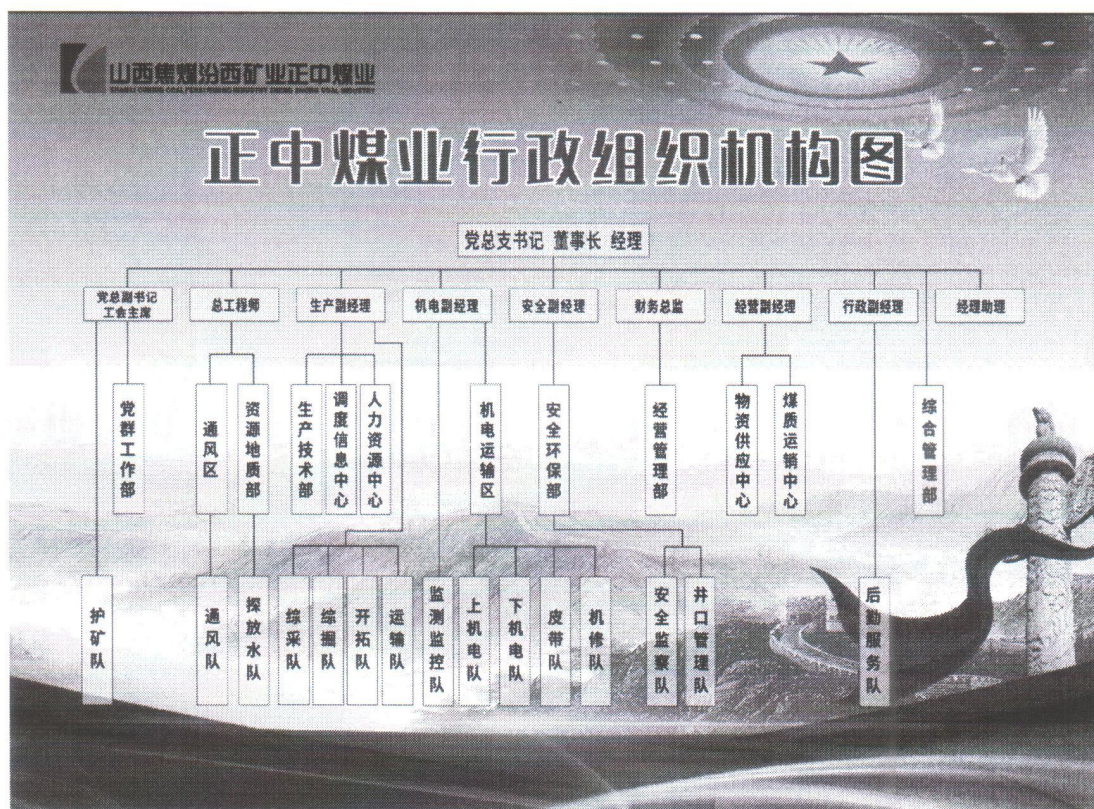 山西焦煤汾西矿业正中煤业
正中煤业行政组织机构图
党总支书记 董事长 经理
党总副书记
工会主席
总工程师
生产副经理
机电副经理
安全副经理
财务总监
经营副经理
行政副经理
经理助理
党群工作部
通风区
资源地质部
生产技术部
调度信息中心
人力资源中心
机电运输区
安全环保部
经营管理部
物资供应中心
煤质运销中心
综合管理部
护矿队
通风队
探放水队
综采队
综掘队
开拓队
运输队
监测监控队
上机电队
下机电队
皮带队
机修队
安全监察队
井口管理队
后勤服务队